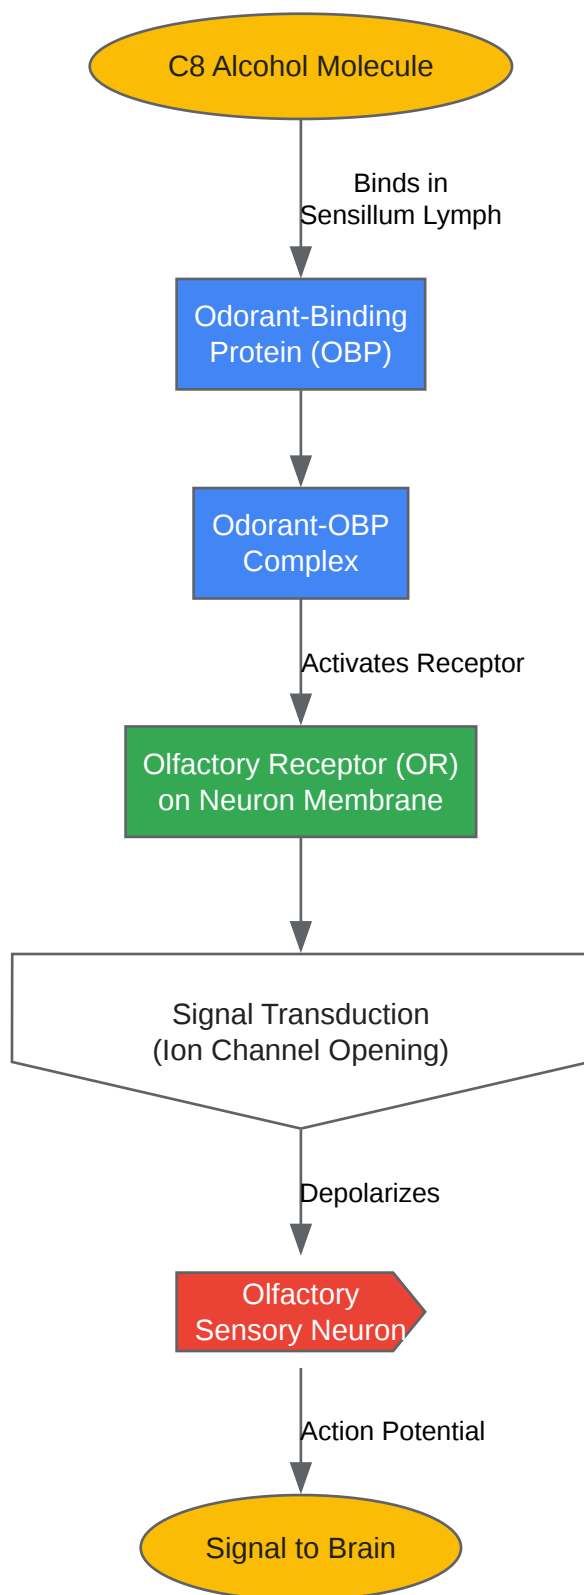 C8 Alcohol Molecule
Binds in
Sensillum Lymph
Odorant-Binding
Protein (OBP)
Odorant-OBP
Complex
Activates Receptor
Olfactory Receptor (OR)
on Neuron Membrane
Signal Transduction
(Ion Channel Opening)
Depolarizes
Olfactory
Sensory Neuron
Action Potential
Signal to Brain